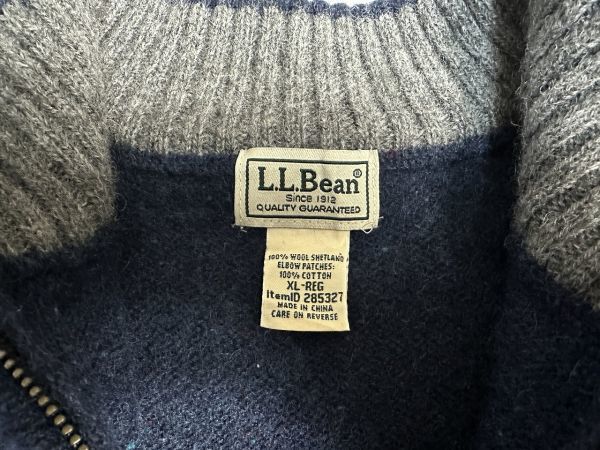 L.L.Bean®
Since 1912
QUALITY GUARANTEED
100% WOOL SHETLAND
ELBOW PATCHES:
100% COTTON
XL-REG
itemID 285327
MADE IN CHINA
CARE ON REVERSE